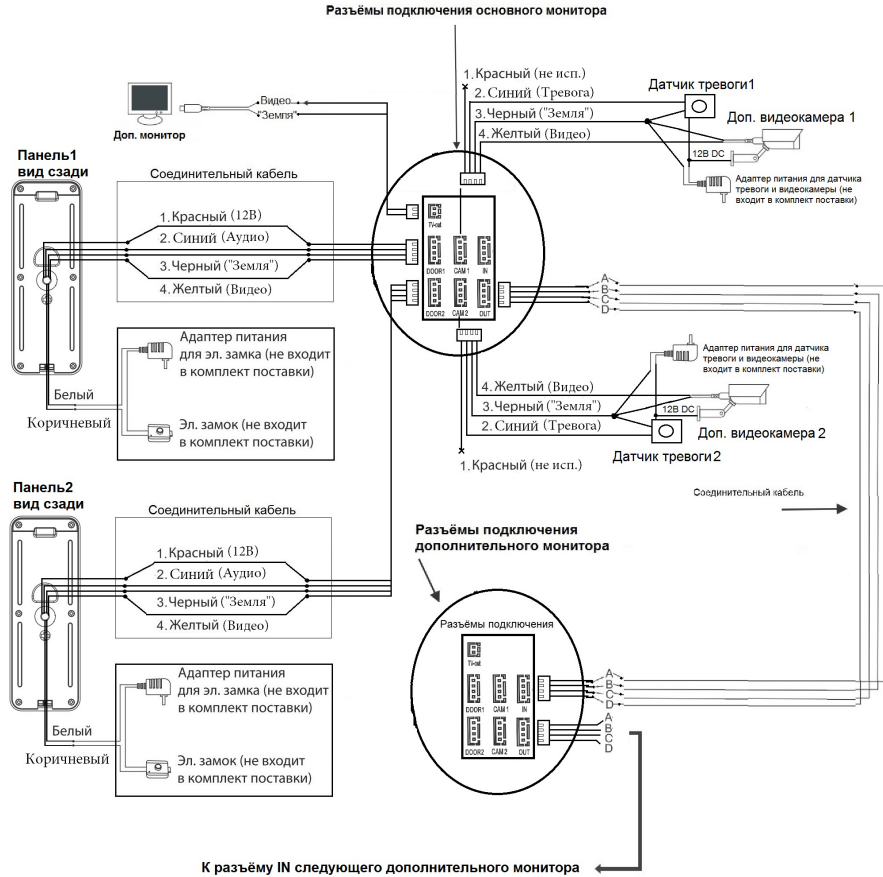 Разъёмы подключения основного монитора
1. Красный (не исп.)
2. Синий (Тревога)
3. Черный ("Земля")
4. Желтый (Видео)
Датчик тревоги1
Доп. видеокамера 1
12В DC
Адаптер питания для датчика
тревоги и видеокамеры (не
входит в комплект поставки)
Видео
"Земля"
Доп. монитор
Панель1
вид сзади
Соединительный кабель
1. Красный (12В)
2. Синий (Аудио)
3. Черный ("Земля")
4. Желтый (Видео)
TV-out
DOOR1
CAM 1
IN
DOOR2
CAM 2
OUT
A
B
C
D
Адаптер питания
для эл. замка (не входит
в комплект поставки)
Белый
Коричневый
Эл. замок (не входит
в комплект поставки)
Адаптер питания для датчика
тревоги и видеокамеры (не
входит в комплект поставки)
4. Желтый (Видео)
3. Черный ("Земля")
2. Синий (Тревога)
1. Красный (не исп.)
12В DC
Доп. видеокамера 2
Датчик тревоги2
Соединительный кабель
Панель2
вид сзади
Соединительный кабель
1. Красный (12В)
2. Синий (Аудио)
3. Черный ("Земля")
4. Желтый (Видео)
Адаптер питания
для эл. замка (не входит
в комплект поставки)
Белый
Коричневый
Эл. замок (не входит
в комплект поставки)
Разъёмы подключения
дополнительного монитора
Разъёмы подключения
TV-out
DOOR1
CAM 1
IN
DOOR2
CAM 2
OUT
A
B
C
D
A
B
C
D
К разъёму IN следующего дополнительного монитора